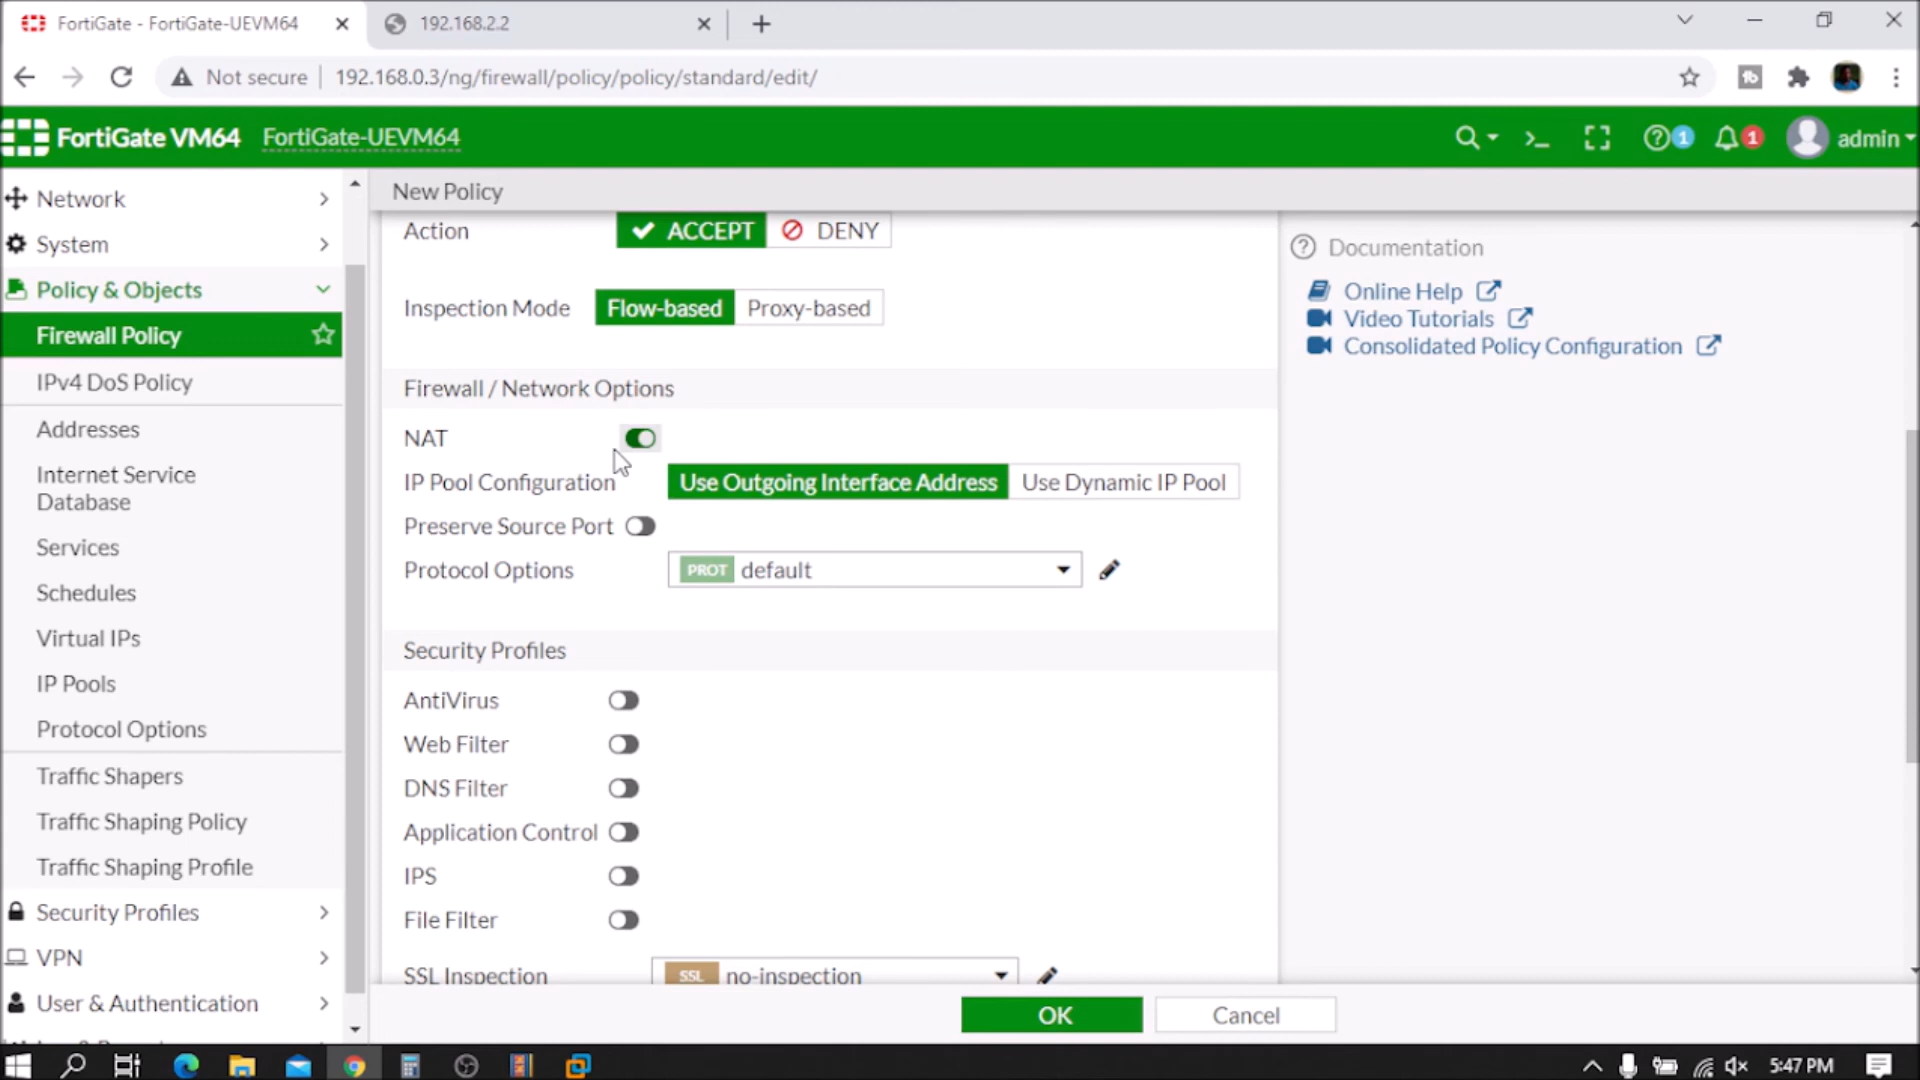 FortiGate - FortiGate-UEVM64
192.168.2.2
Not secure
192.168.0.3/ng/firewall/policy/policy/standard/edit/
FortiGate VM64
FortiGate-UEVM64
1
1
admin
Network
System
Policy & Objects
Firewall Policy
IPv4 DoS Policy
Addresses
Internet Service
Database
Services
Schedules
Virtual IPs
IP Pools
Protocol Options
Traffic Shapers
Traffic Shaping Policy
Traffic Shaping Profile
Security Profiles
VPN
User & Authentication
New Policy
Action
ACCEPT
DENY
Inspection Mode
Flow-based
Proxy-based
Firewall / Network Options
NAT
IP Pool Configuration
Use Outgoing Interface Address
Use Dynamic IP Pool
Preserve Source Port
Protocol Options
PROT default
Security Profiles
AntiVirus
Web Filter
DNS Filter
Application Control
IPS
File Filter
SSL Inspection
SSL no-inspection
OK
Cancel
Documentation
Online Help
Video Tutorials
Consolidated Policy Configuration
5:47 PM